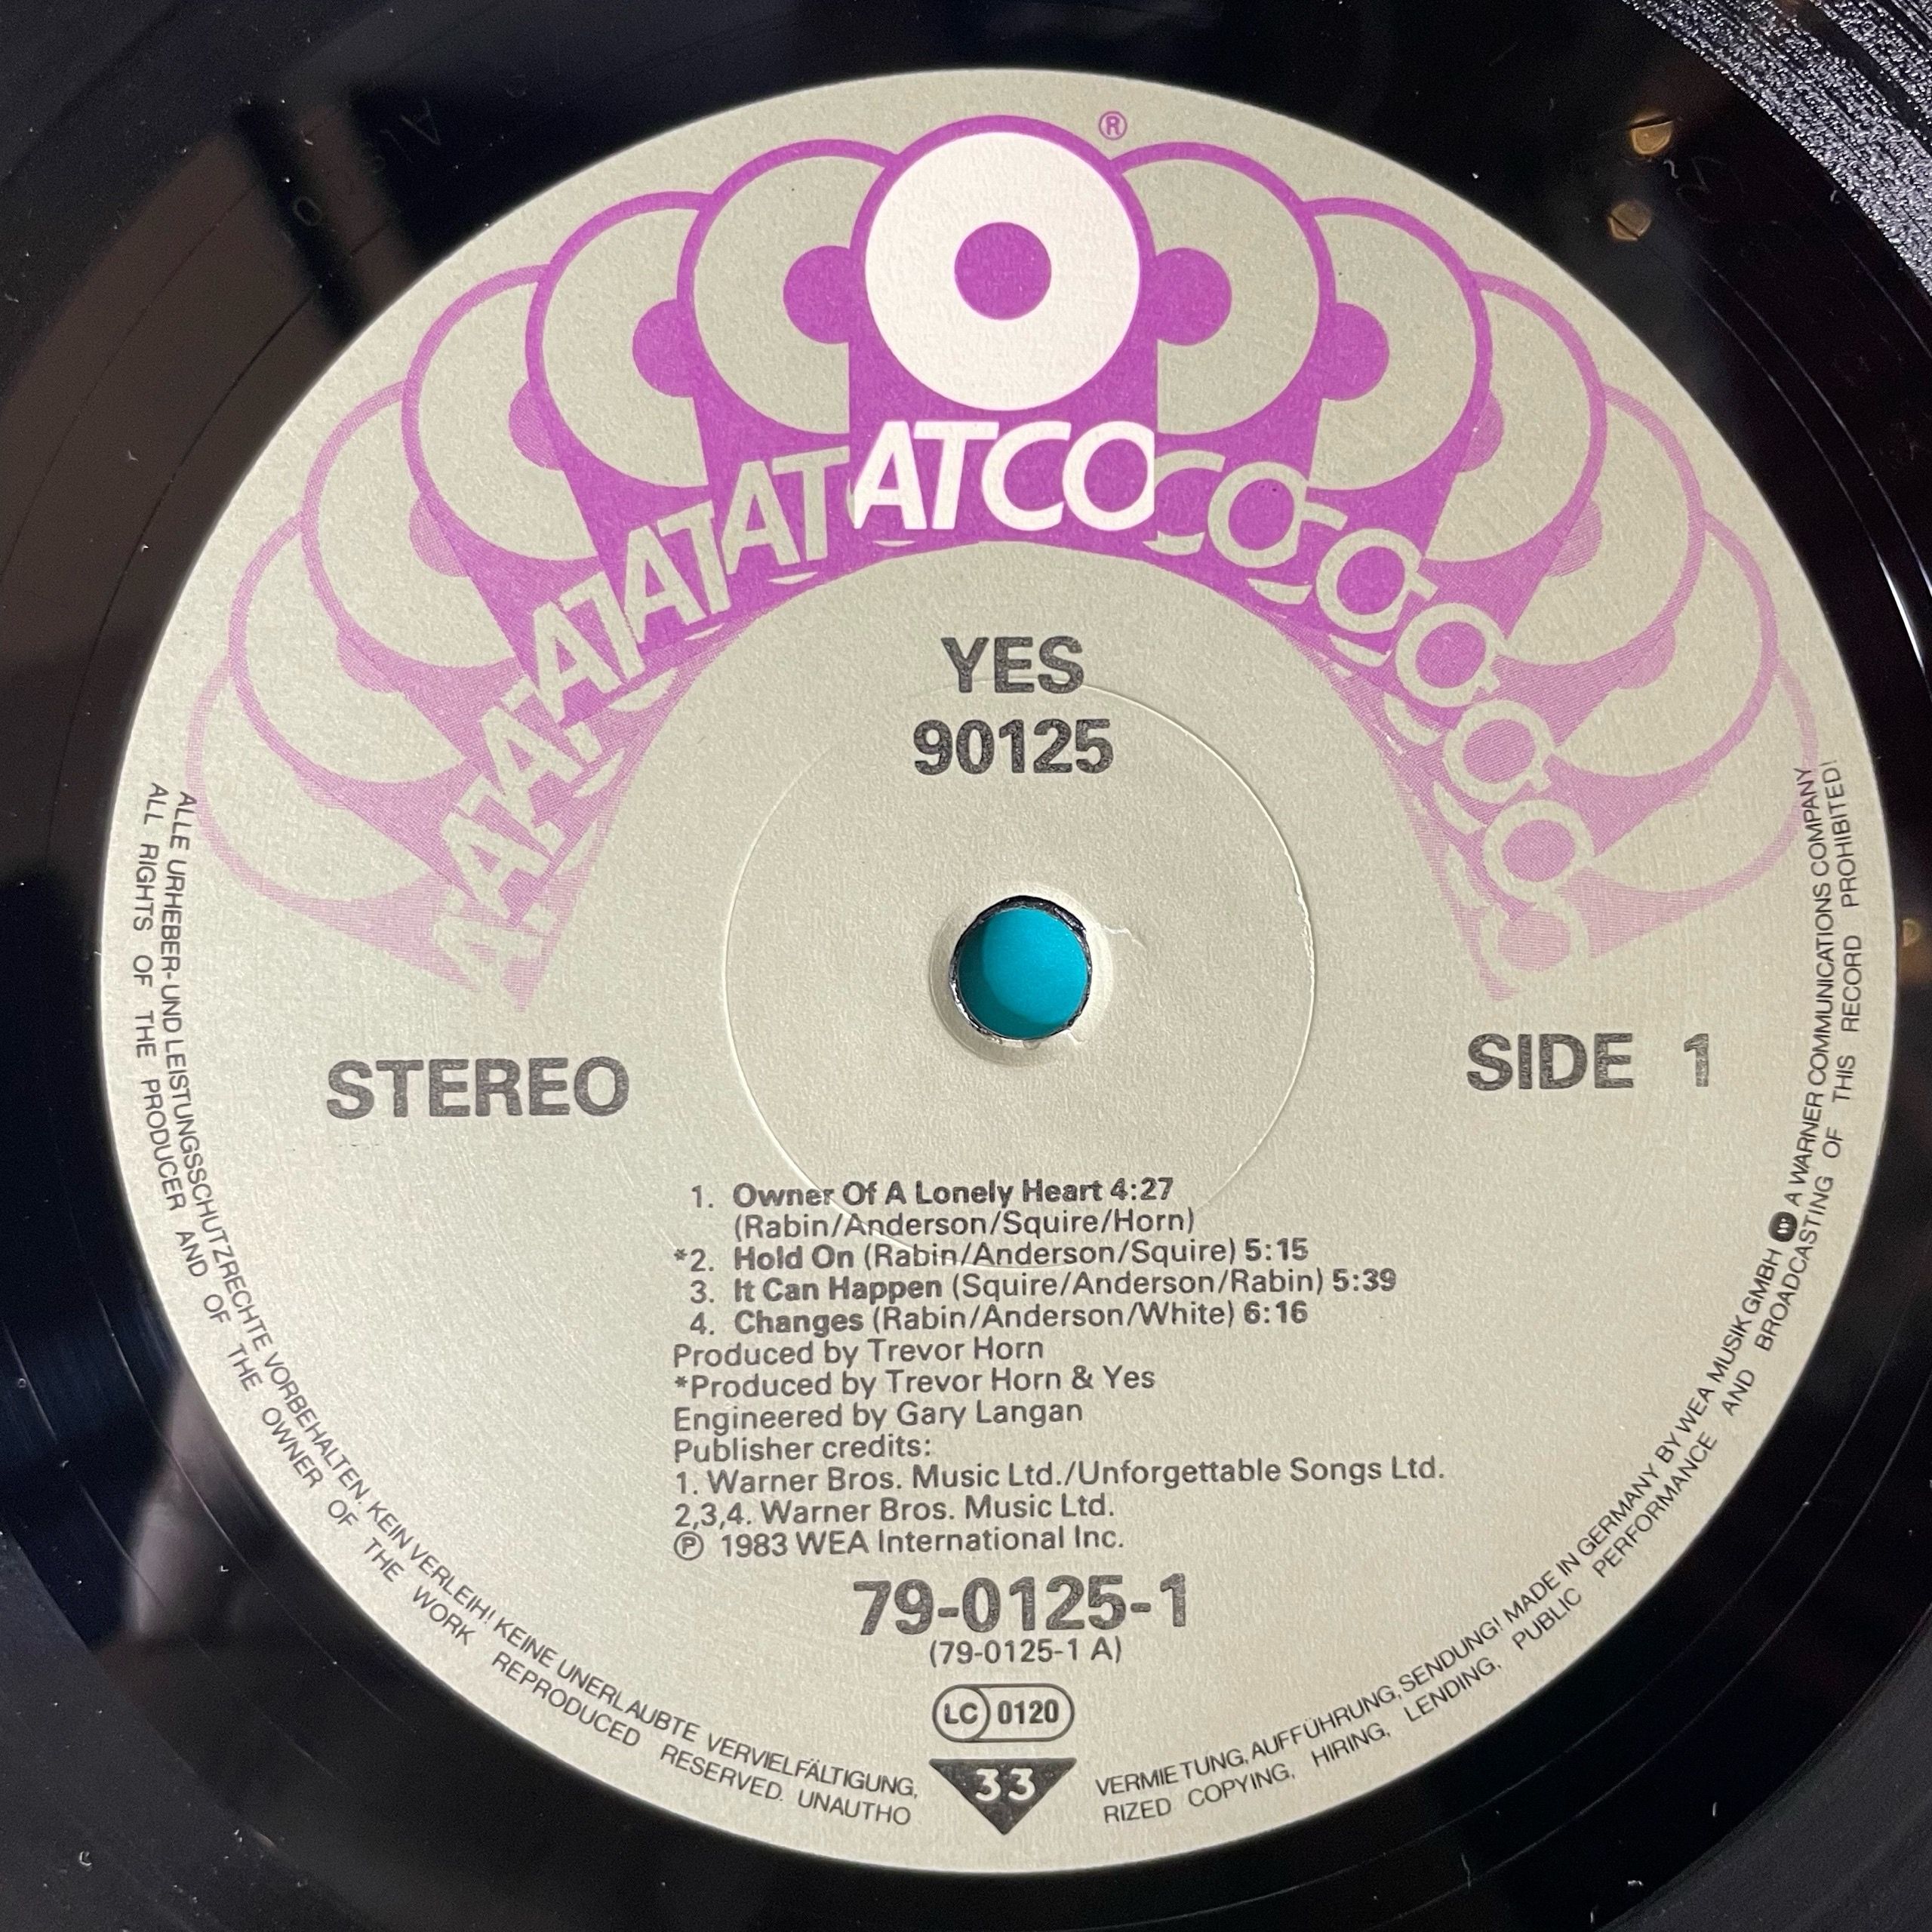 ®
ATCO
YES
90125
STEREO
SIDE 1
1. Owner Of A Lonely Heart 4:27
(Rabin/Anderson/Squire/Horn)
*2. Hold On (Rabin/Anderson/Squire) 5:15
3. It Can Happen (Squire/Anderson/Rabin) 5:39
4. Changes (Rabin/Anderson/White) 6:16
Produced by Trevor Horn
*Produced by Trevor Horn & Yes
Engineered by Gary Langan
Publisher credits:
1. Warner Bros. Music Ltd./Unforgettable Songs Ltd.
2,3,4. Warner Bros. Music Ltd.
℗ 1983 WEA International Inc.
79-0125-1
(79-0125-1 A)
LC 0120
33
ALLE URHEBER-UND LEISTUNGSSCHUTZRECHTE VORBEHALTEN. KEIN VERLEIH! KEINE UNERLAUBTE VERVIELFÄLTIGUNG, VERMIETUNG, AUFFÜHRUNG, SENDUNG! MADE IN GERMANY BY WEA MUSIK GMBH A WARNER COMMUNICATIONS COMPANY
ALL RIGHTS OF THE PRODUCER AND OF THE OWNER OF THE WORK REPRODUCED RESERVED. UNAUTHORIZED COPYING, HIRING, LENDING, PUBLIC PERFORMANCE AND BROADCASTING OF THIS RECORD PROHIBITED!